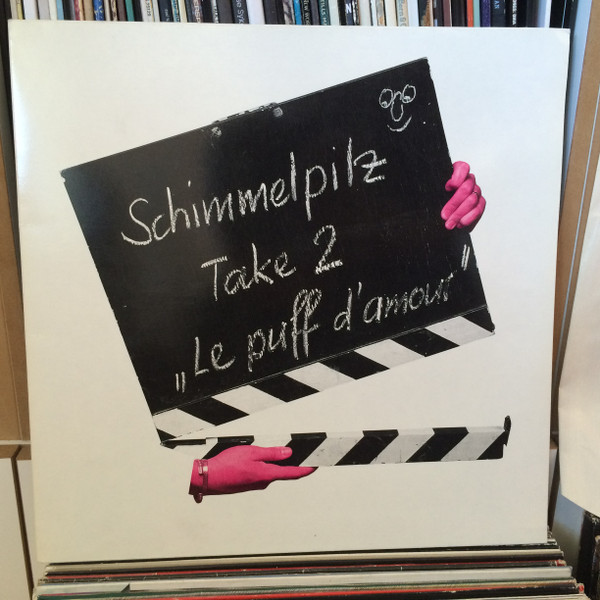 Schimmelpilz
Take 2
„Le puff d'amour"